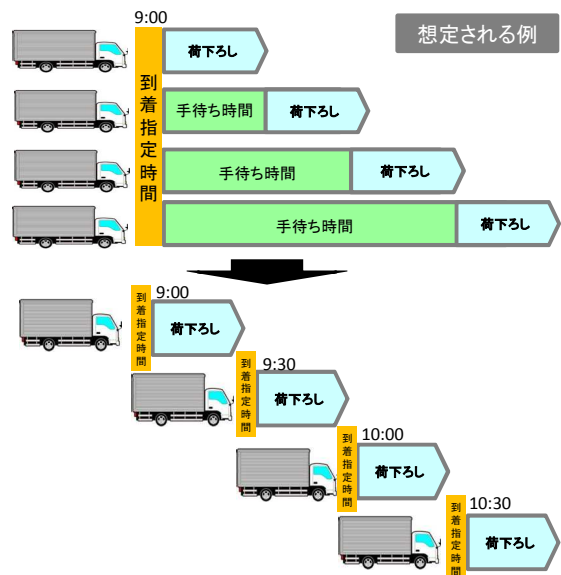 9:00
想定される例
到着指定時間
荷下ろし
手待ち時間
荷下ろし
手待ち時間
荷下ろし
手待ち時間
荷下ろし
9:00
到着指定時間
荷下ろし
9:30
到着指定時間
荷下ろし
10:00
到着指定時間
荷下ろし
10:30
到着指定時間
荷下ろし